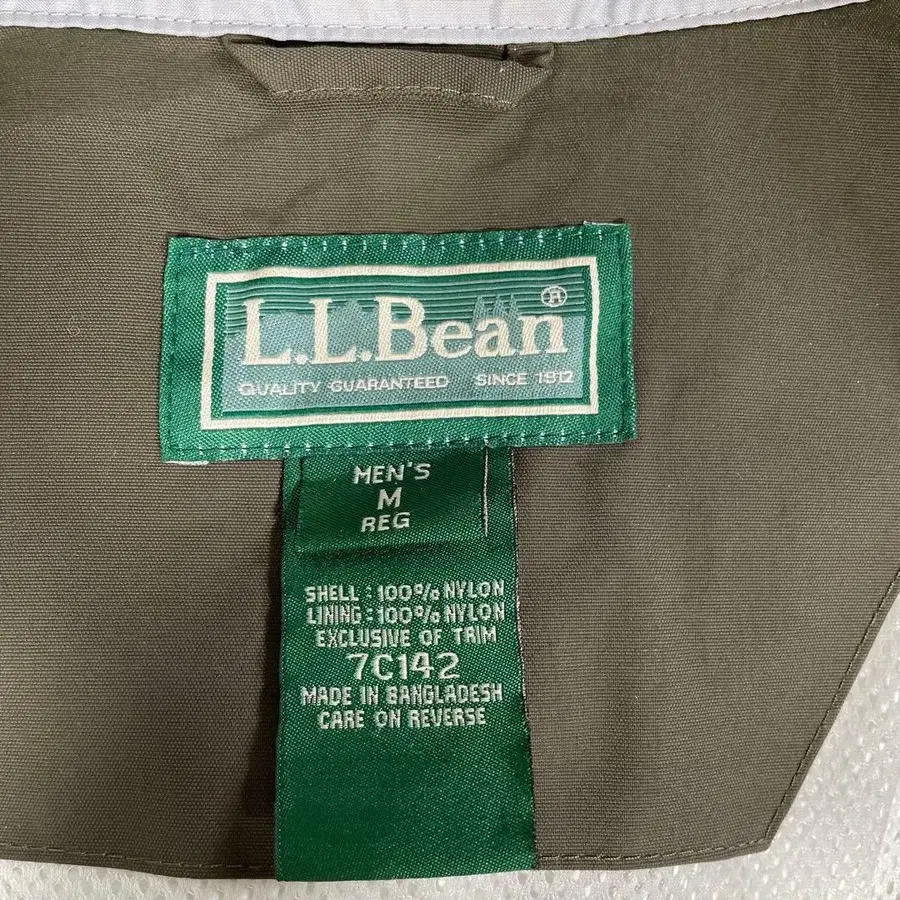 L.L.Bean®
QUALITY GUARANTEED SINCE 1912
MEN'S
M
REG
SHELL : 100% NYLON
LINING : 100% NYLON
EXCLUSIVE OF TRIM
7C142
MADE IN BANGLADESH
CARE ON REVERSE